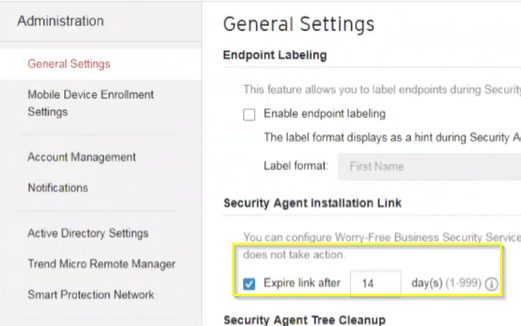 Administration
General Settings
Mobile Device Enrollment
Settings
Account Management
Notifications
Active Directory Settings
Trend Micro Remote Manager
Smart Protection Network
General Settings
Endpoint Labeling
This feature allows you to label endpoints during Security
Enable endpoint labeling
The label format displays as a hint during Security A
Label format: First Name
Security Agent Installation Link
You can configure Worry-Free Business Security Service
does not take action.
Expire link after 14 day(s) (1-999)
Security Agent Tree Cleanup